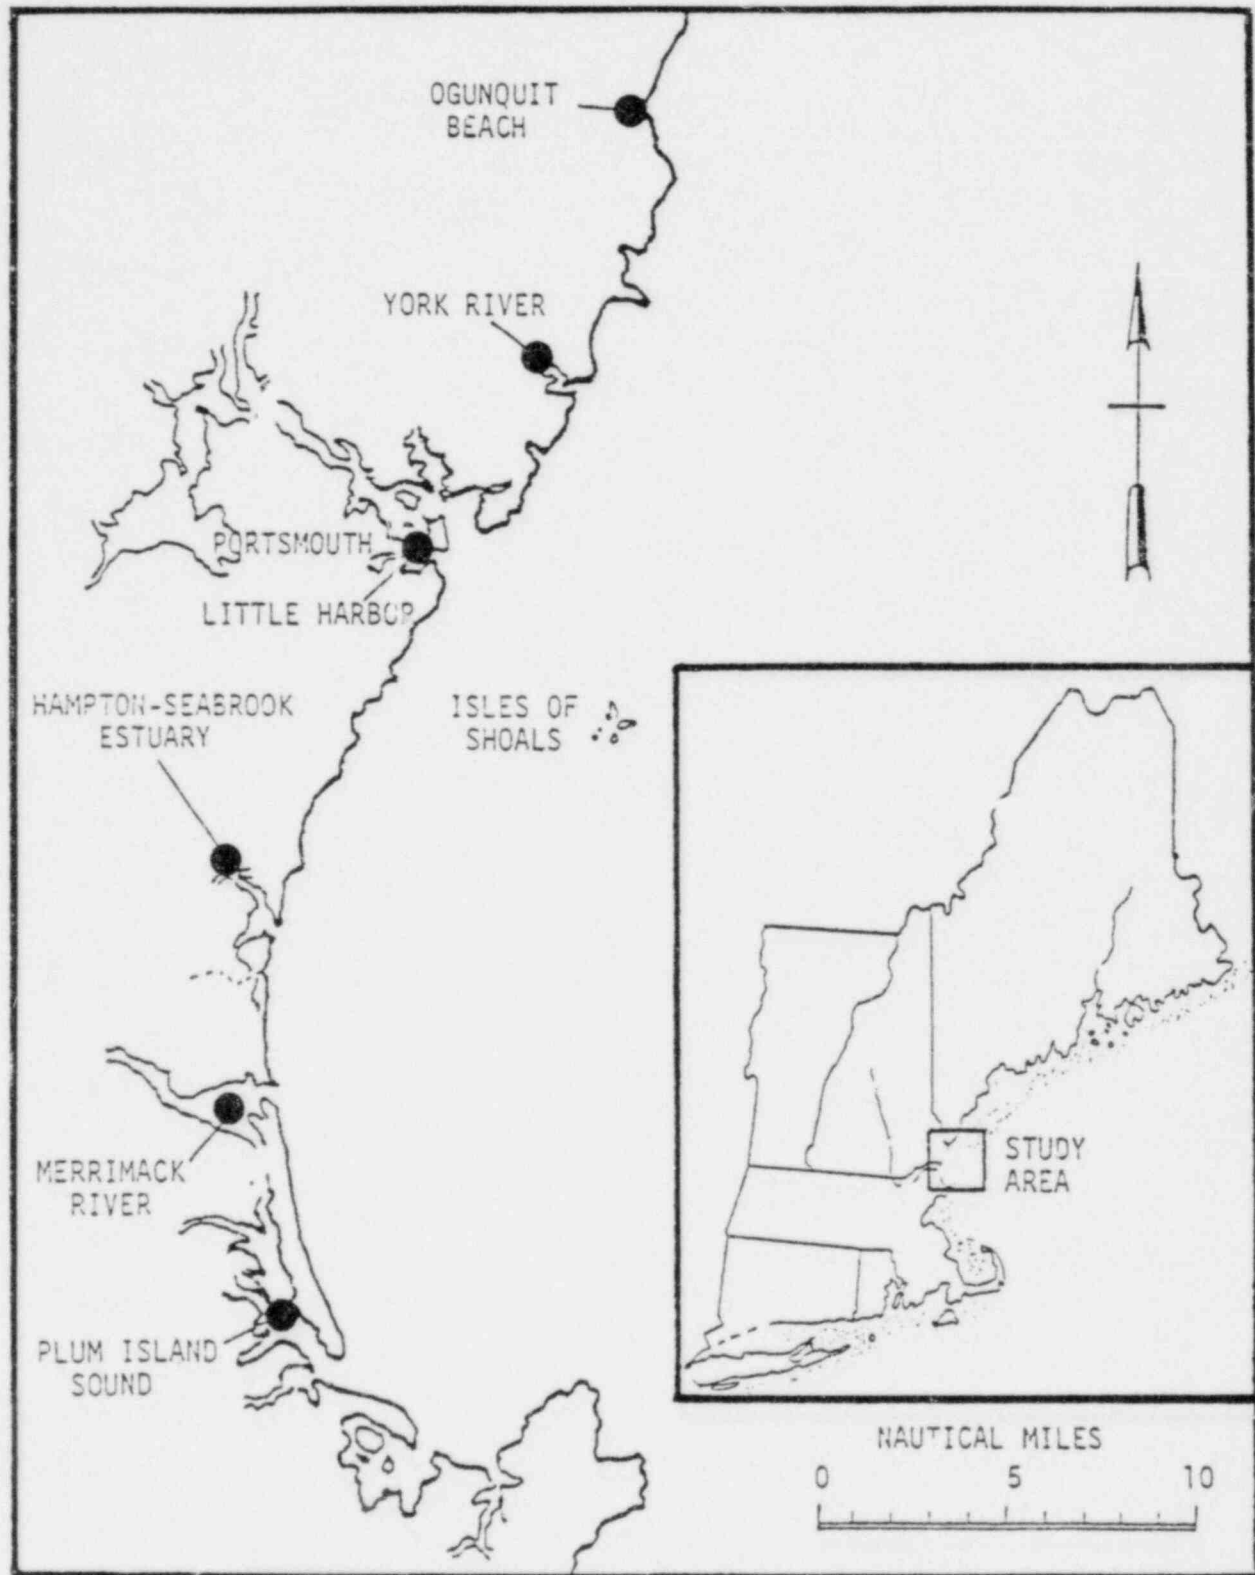 OGUNQUIT
BEACH
YORK RIVER
PORTSMOUTH
LITTLE HARBOR
HAMPTON-SEABROOK
ESTUARY
ISLES OF
SHOALS
MERRIMACK
RIVER
STUDY
AREA
PLUM ISLAND
SOUND
NAUTICAL MILES
0 5 10